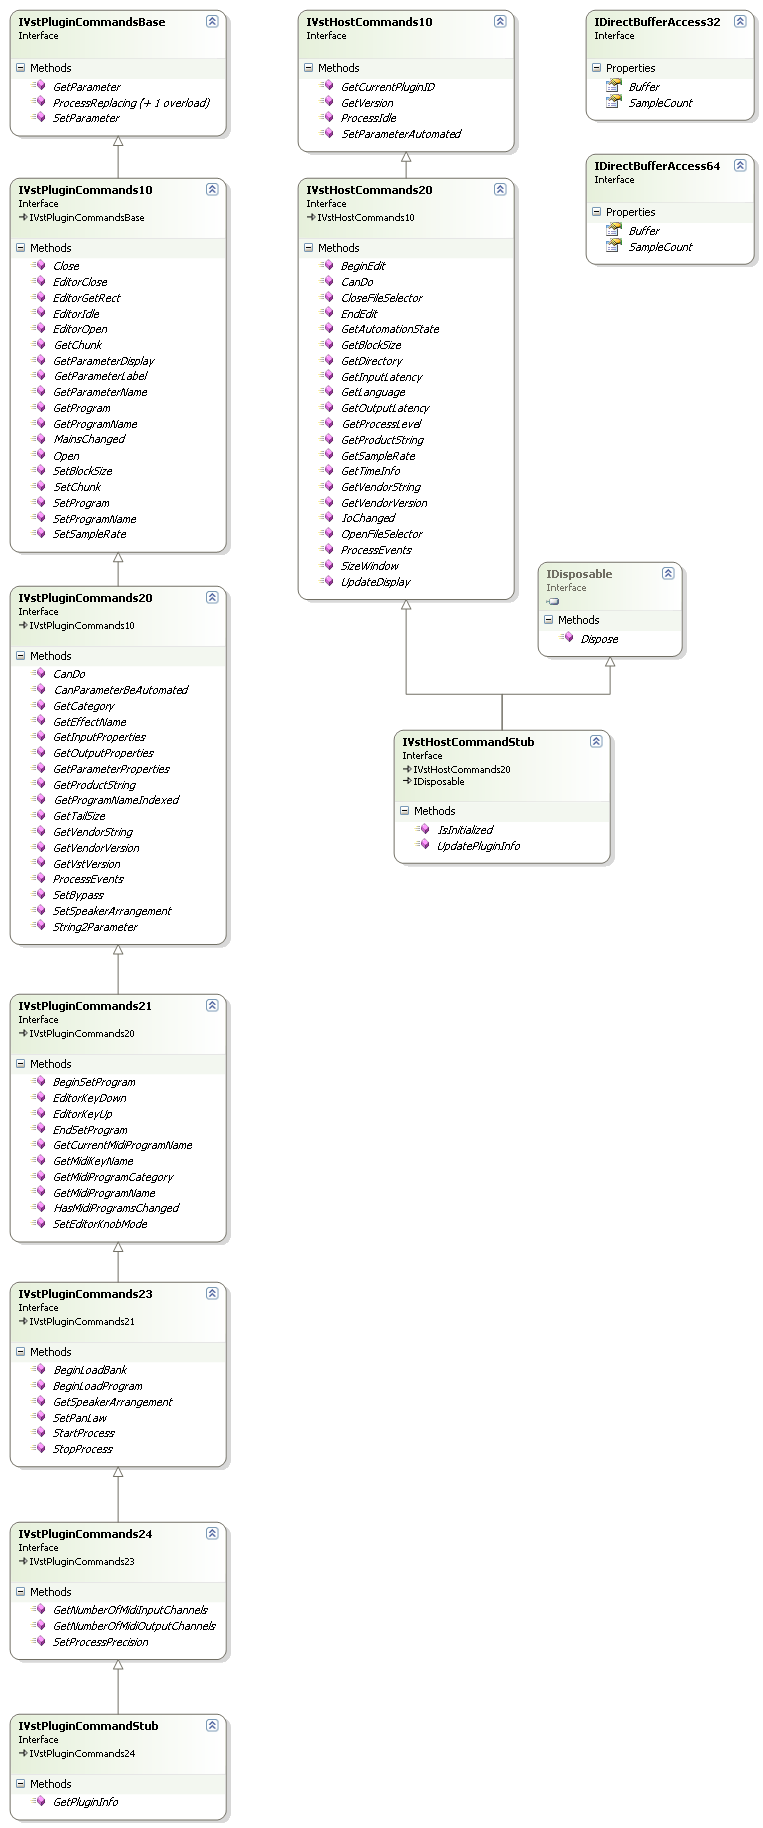 IVstPluginCommandsBase
Interface
Methods
GetParameter
ProcessReplacing (+ 1 overload)
SetParameter
IVstPluginCommands10
Interface
IVstPluginCommandsBase
Methods
Close
EditorClose
EditorGetRect
EditorIdle
EditorOpen
GetChunk
GetParameterDisplay
GetParameterLabel
GetParameterName
GetProgram
GetProgramName
MainsChanged
Open
SetBlockSize
SetChunk
SetProgram
SetProgramName
SetSampleRate
IVstPluginCommands20
Interface
IVstPluginCommands10
Methods
CanDo
CanParameterBeAutomated
GetCategory
GetEffectName
GetInputProperties
GetOutputProperties
GetParameterProperties
GetProductString
GetProgramNameIndexed
GetTailSize
GetVendorString
GetVendorVersion
GetVstVersion
ProcessEvents
SetBypass
SetSpeakerArrangement
String2Parameter
IVstPluginCommands21
Interface
IVstPluginCommands20
Methods
BeginSetProgram
EditorKeyDown
EditorKeyUp
EndSetProgram
GetCurrentMidiProgramName
GetMidiKeyName
GetMidiProgramCategory
GetMidiProgramName
HasMidiProgramsChanged
SetEditorKnobMode
IVstPluginCommands23
Interface
IVstPluginCommands21
Methods
BeginLoadBank
BeginLoadProgram
GetSpeakerArrangement
SetPanLaw
StartProcess
StopProcess
IVstPluginCommands24
Interface
IVstPluginCommands23
Methods
GetNumberOfMidiInputChannels
GetNumberOfMidiOutputChannels
SetProcessPrecision
IVstPluginCommandStub
Interface
IVstPluginCommands24
Methods
GetPluginInfo
IVstHostCommands10
Interface
Methods
GetCurrentPluginID
GetVersion
ProcessIdle
SetParameterAutomated
IVstHostCommands20
Interface
IVstHostCommands10
Methods
BeginEdit
CanDo
CloseFileSelector
EndEdit
GetAutomationState
GetBlockSize
GetDirectory
GetInputLatency
GetLanguage
GetOutputLatency
GetProcessLevel
GetProductString
GetSampleRate
GetTimeInfo
GetVendorString
GetVendorVersion
IoChanged
OpenFileSelector
ProcessEvents
SizeWindow
UpdateDisplay
IDisposable
Interface
Methods
Dispose
IVstHostCommandStub
Interface
IVstHostCommands20
IDisposable
Methods
IsInitialized
UpdatePluginInfo
IDirectBufferAccess32
Interface
Properties
Buffer
SampleCount
IDirectBufferAccess64
Interface
Properties
Buffer
SampleCount